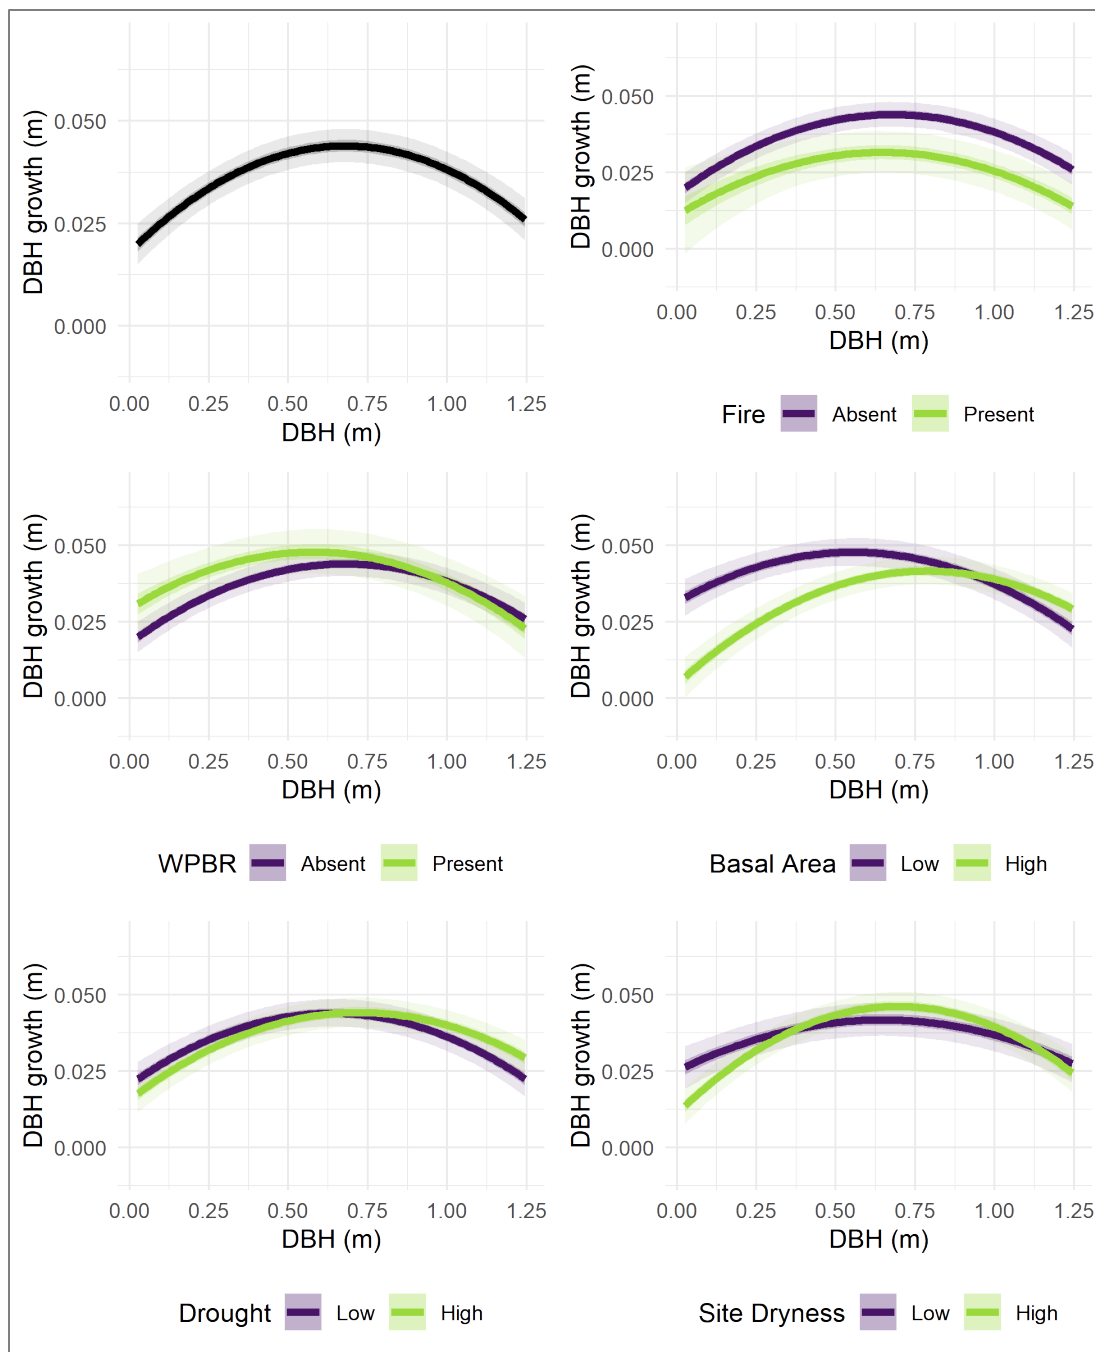 DBH growth (m)
0.050
0.025
0.000
0.00 0.25 0.50 0.75 1.00 1.25
DBH (m)
DBH growth (m)
0.050
0.025
0.000
0.00 0.25 0.50 0.75 1.00 1.25
DBH (m)
Fire Absent Present
DBH growth (m)
0.050
0.025
0.000
0.00 0.25 0.50 0.75 1.00 1.25
DBH (m)
WPBR Absent Present
DBH growth (m)
0.050
0.025
0.000
0.00 0.25 0.50 0.75 1.00 1.25
DBH (m)
Basal Area Low High
DBH growth (m)
0.050
0.025
0.000
0.00 0.25 0.50 0.75 1.00 1.25
DBH (m)
Drought Low High
DBH growth (m)
0.050
0.025
0.000
0.00 0.25 0.50 0.75 1.00 1.25
DBH (m)
Site Dryness Low High